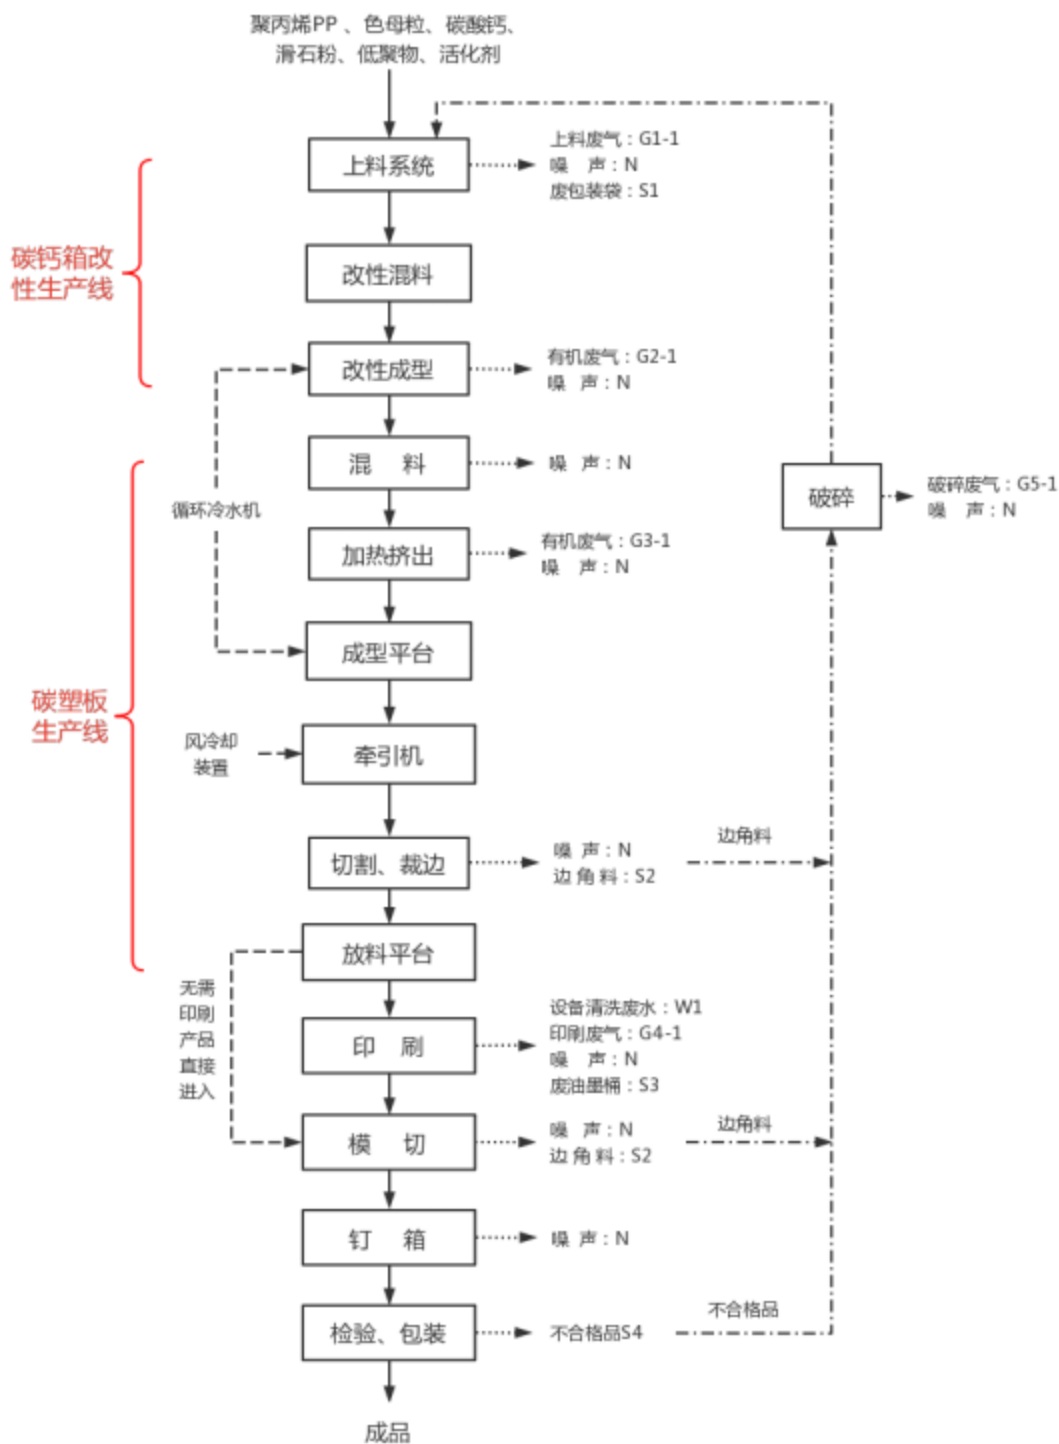 聚丙烯PP 、色母粒、碳酸钙、
滑石粉、低聚物、活化剂
上料系统
上料废气：G1-1
噪 声：N
废包装袋：S1
碳钙箱改
性生产线
改性混料
改性成型
有机废气：G2-1
噪 声：N
混 料
噪 声：N
破碎
破碎废气：G5-1
噪 声：N
循环冷水机
加热挤出
有机废气：G3-1
噪 声：N
成型平台
碳塑板
生产线
风冷却
装置
牵引机
切割、裁边
噪 声：N
边 角 料：S2
边角料
放料平台
无需
印刷
产品
直接
进入
印 刷
设备清洗废水：W1
印刷废气：G4-1
噪 声：N
废油墨桶：S3
模 切
噪 声：N
边 角 料：S2
边角料
钉 箱
噪 声：N
检验、包装
不合格品S4
不合格品
成品